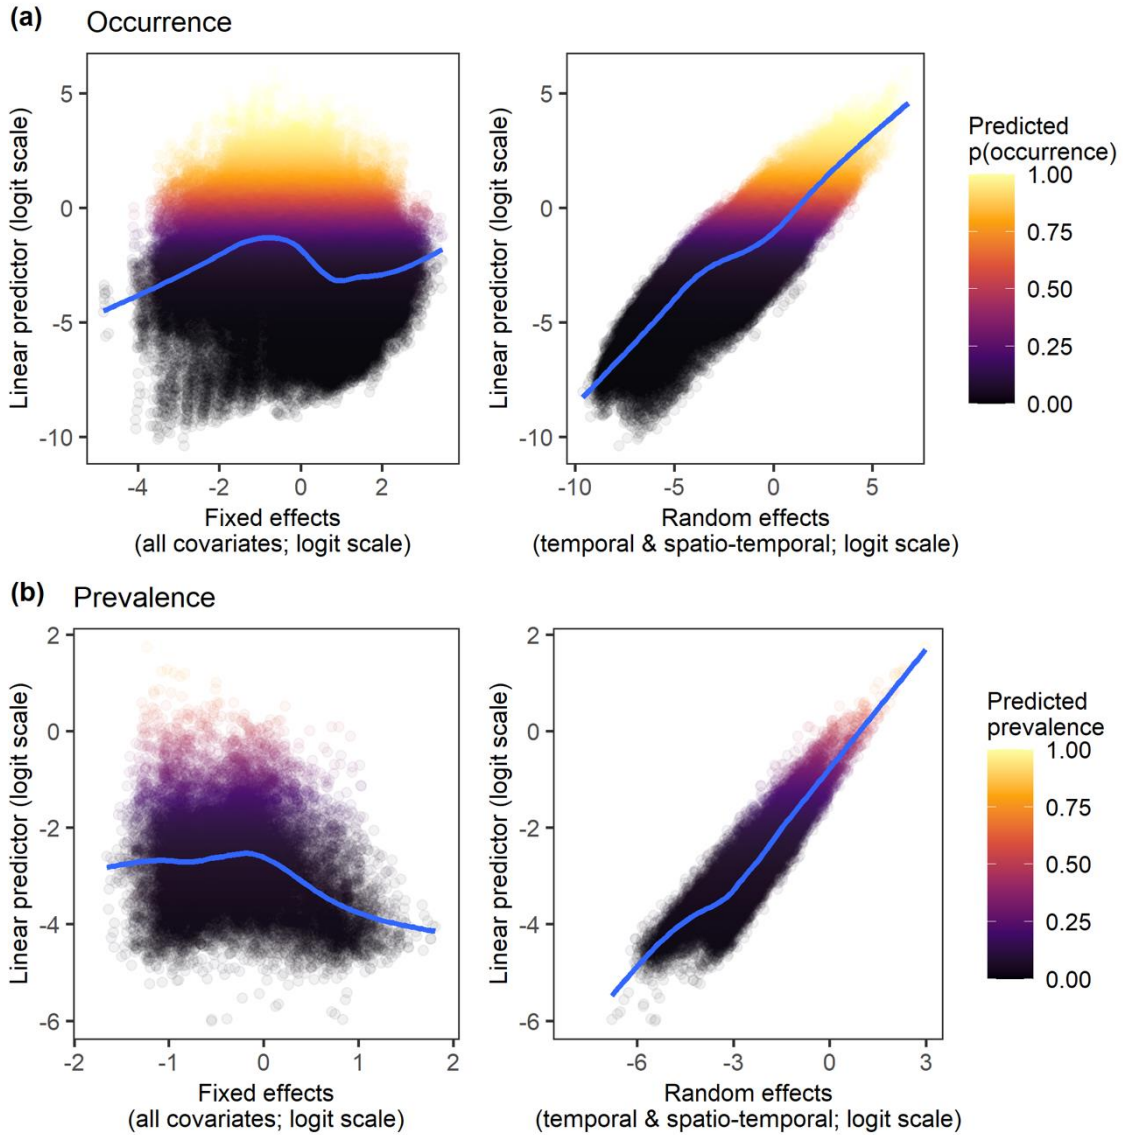 (a) Occurrence
Linear predictor (logit scale)
5
0
-5
-10
-4 -2 0 2
Fixed effects
(all covariates; logit scale)
Linear predictor (logit scale)
5
0
-5
-10
-10 -5 0 5
Random effects
(temporal & spatio-temporal; logit scale)
Predicted
p(occurrence)
1.00
0.75
0.50
0.25
0.00
(b) Prevalence
Linear predictor (logit scale)
2
0
-2
-4
-6
-2 -1 0 1 2
Fixed effects
(all covariates; logit scale)
Linear predictor (logit scale)
2
0
-2
-4
-6
-6 -3 0 3
Random effects
(temporal & spatio-temporal; logit scale)
Predicted
prevalence
1.00
0.75
0.50
0.25
0.00